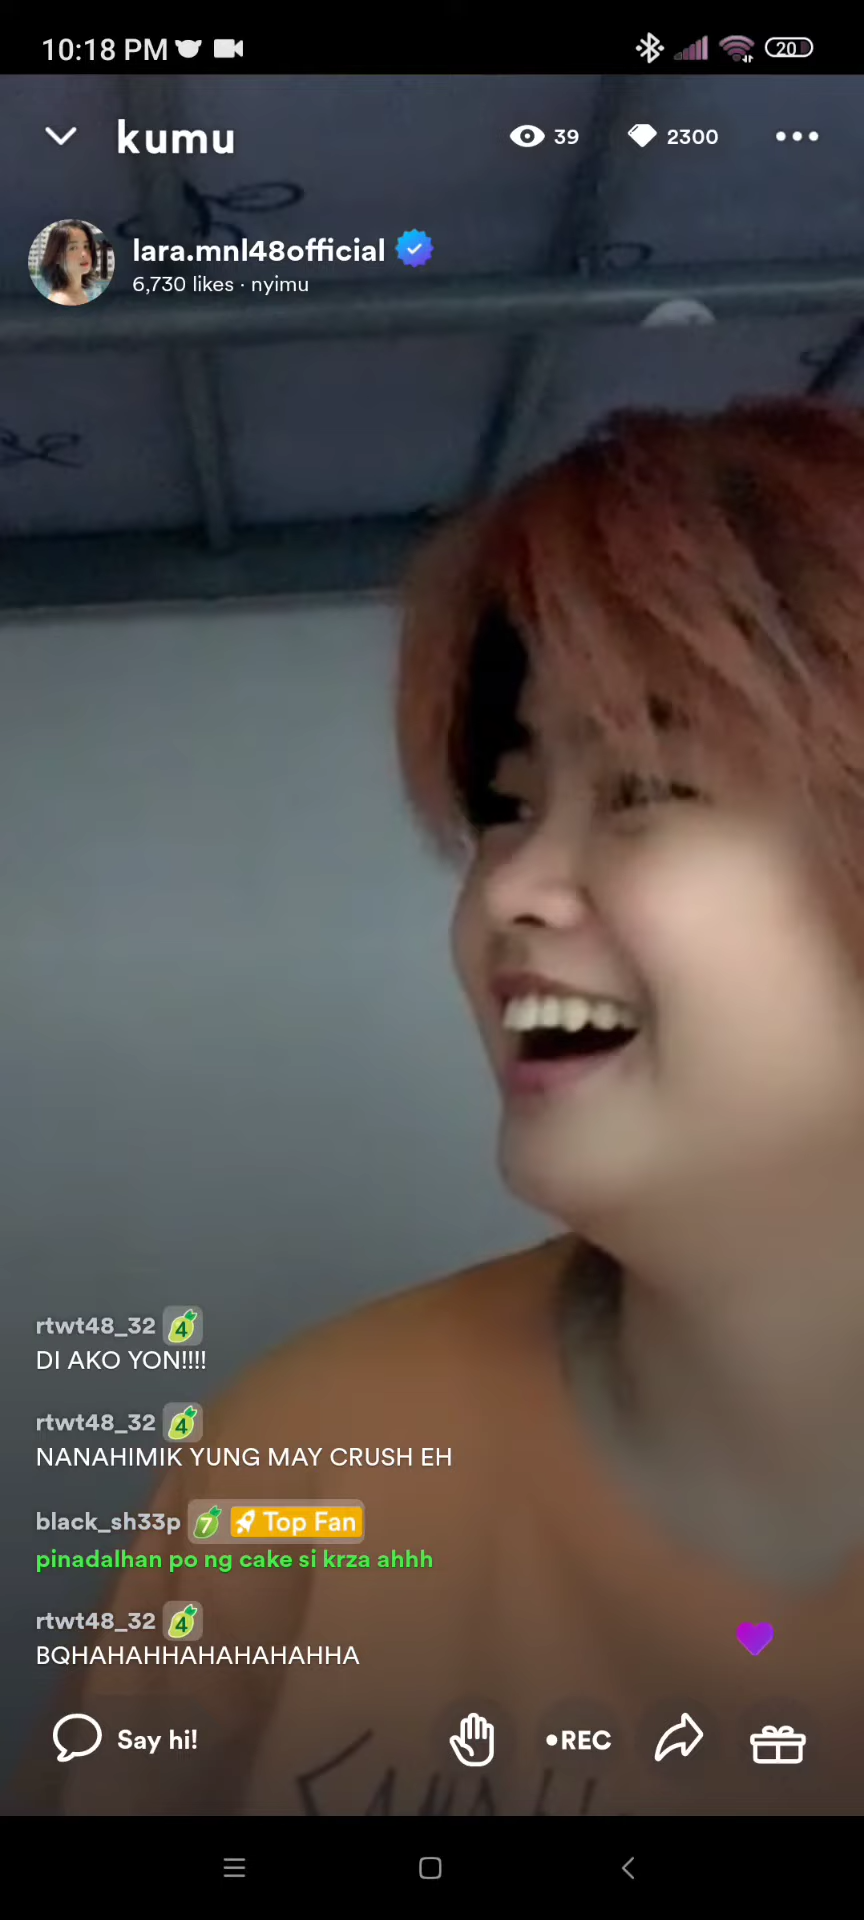 10:18 PM
20
kumu
39
2300
lara.mnl48official
6,730 likes · nyimu
rtwt48_32 4
DI AKO YON!!!!
rtwt48_32 4
NANAHIMIK YUNG MAY CRUSH EH
black_sh33p 7 Top Fan
pinadalhan po ng cake si krza ahhh
rtwt48_32 4
BQHAHAHHAHAHAHAHHA
Say hi!
•REC